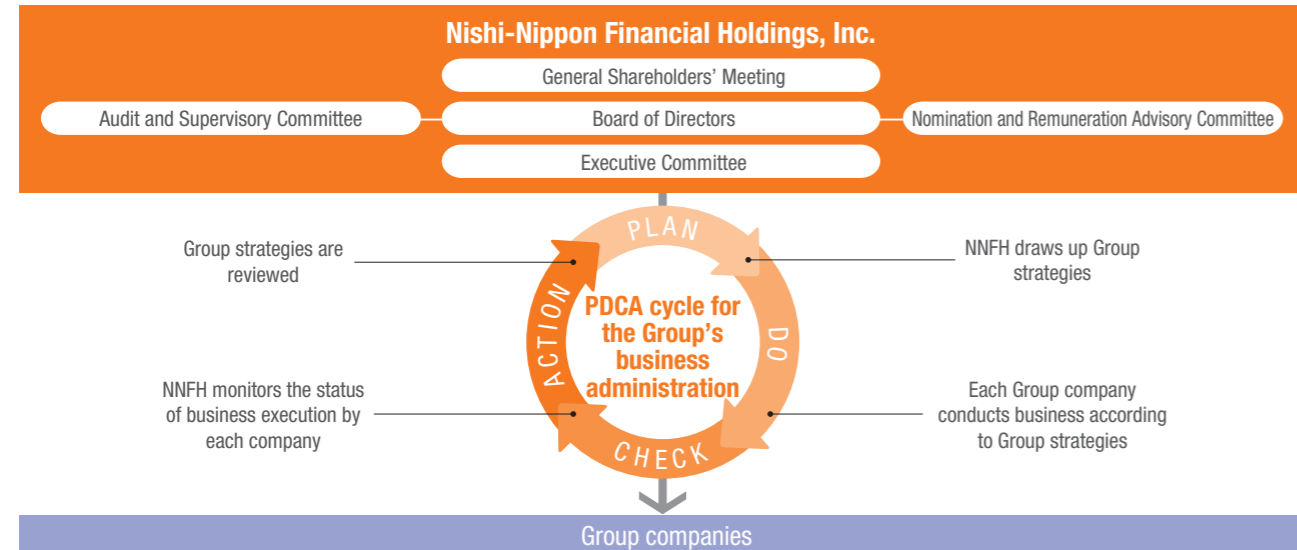 Nishi-Nippon Financial Holdings, Inc.
General Shareholders' Meeting
Audit and Supervisory Committee
Board of Directors
Nomination and Remuneration Advisory Committee
Executive Committee
PLAN
Group strategies are
reviewed
NNFH draws up Group
strategies
PDCA cycle for
the Group's
business
administration
ACTION
DO
NNFH monitors the status
of business execution by
each company
Each Group company
conducts business according
to Group strategies
CHECK
Group companies